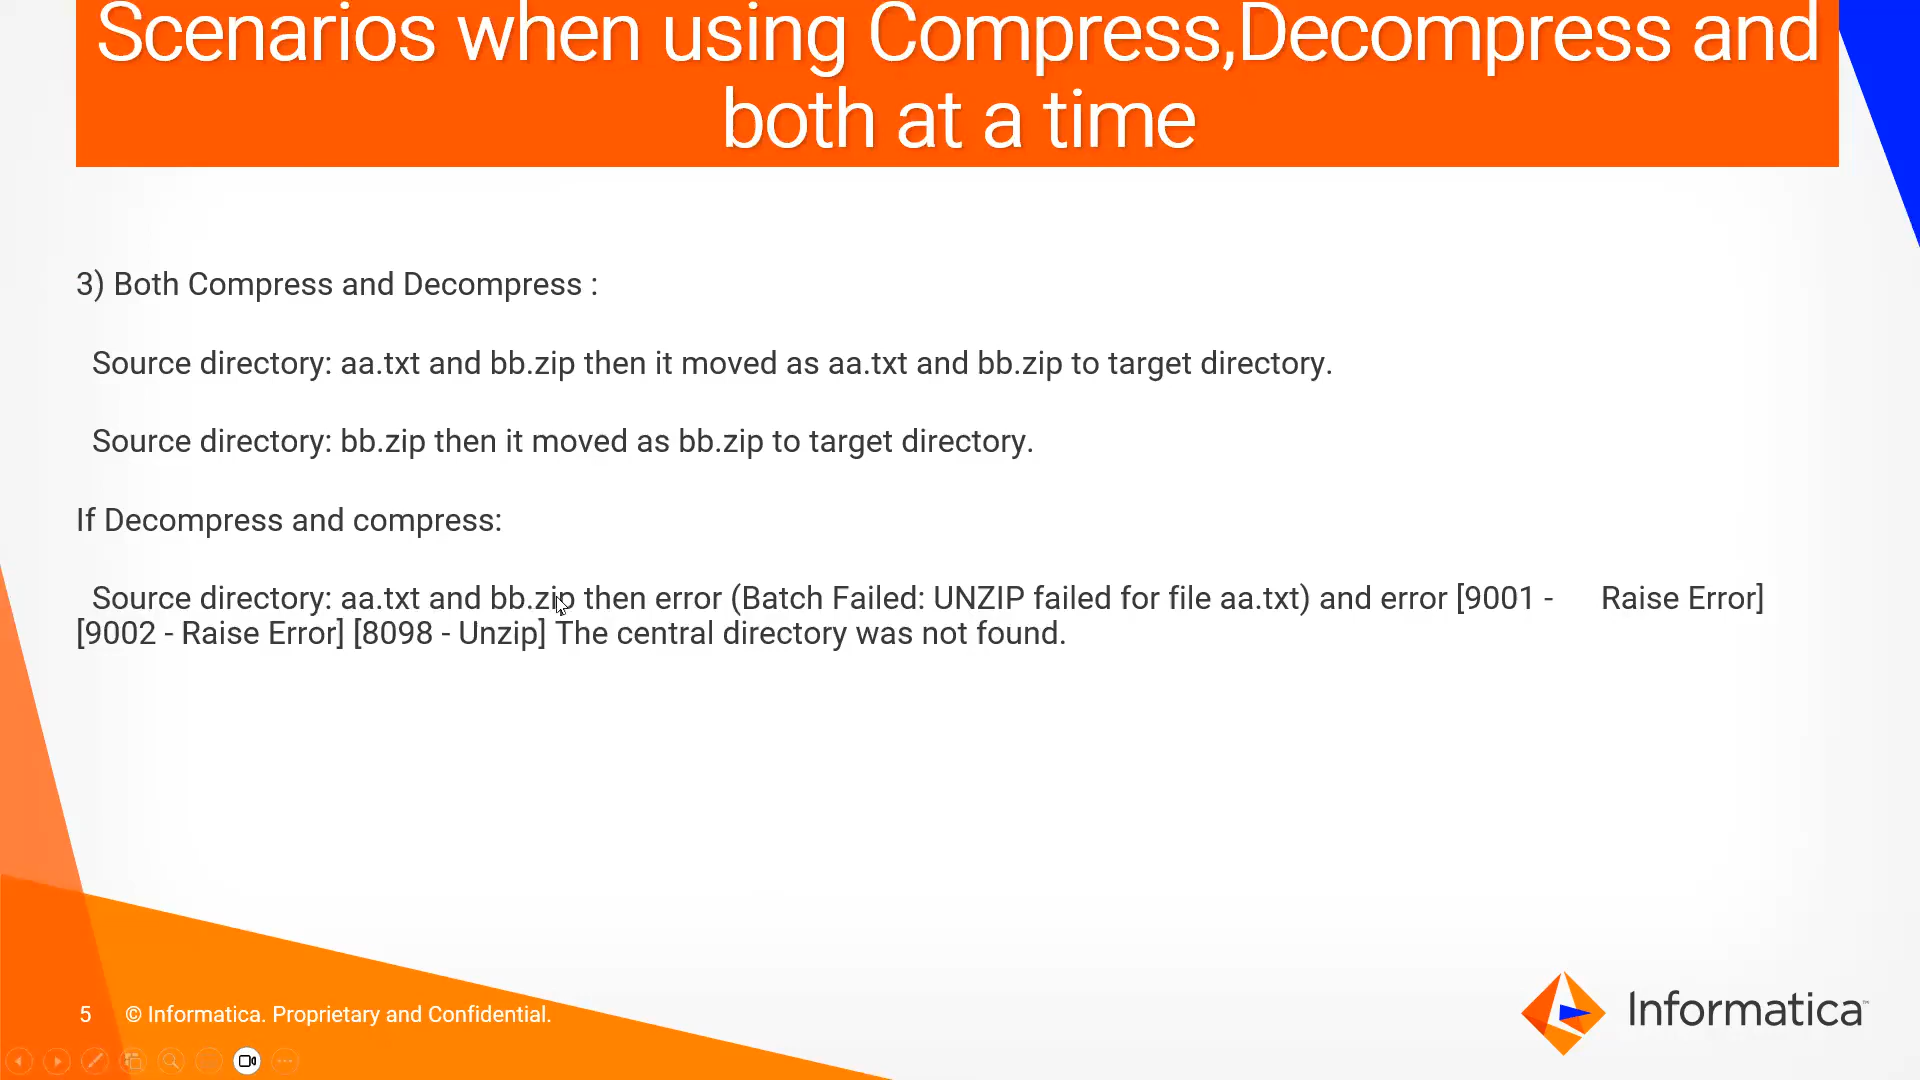 Scenarios when using Compress,Decompress and
both at a time
3) Both Compress and Decompress :
Source directory: aa.txt and bb.zip then it moved as aa.txt and bb.zip to target directory.
Source directory: bb.zip then it moved as bb.zip to target directory.
If Decompress and compress:
Source directory: aa.txt and bb.zip then error (Batch Failed: UNZIP failed for file aa.txt) and error [9001 - Raise Error]
[9002 - Raise Error] [8098 - Unzip] The central directory was not found.
5 © Informatica. Proprietary and Confidential.
Informatica™